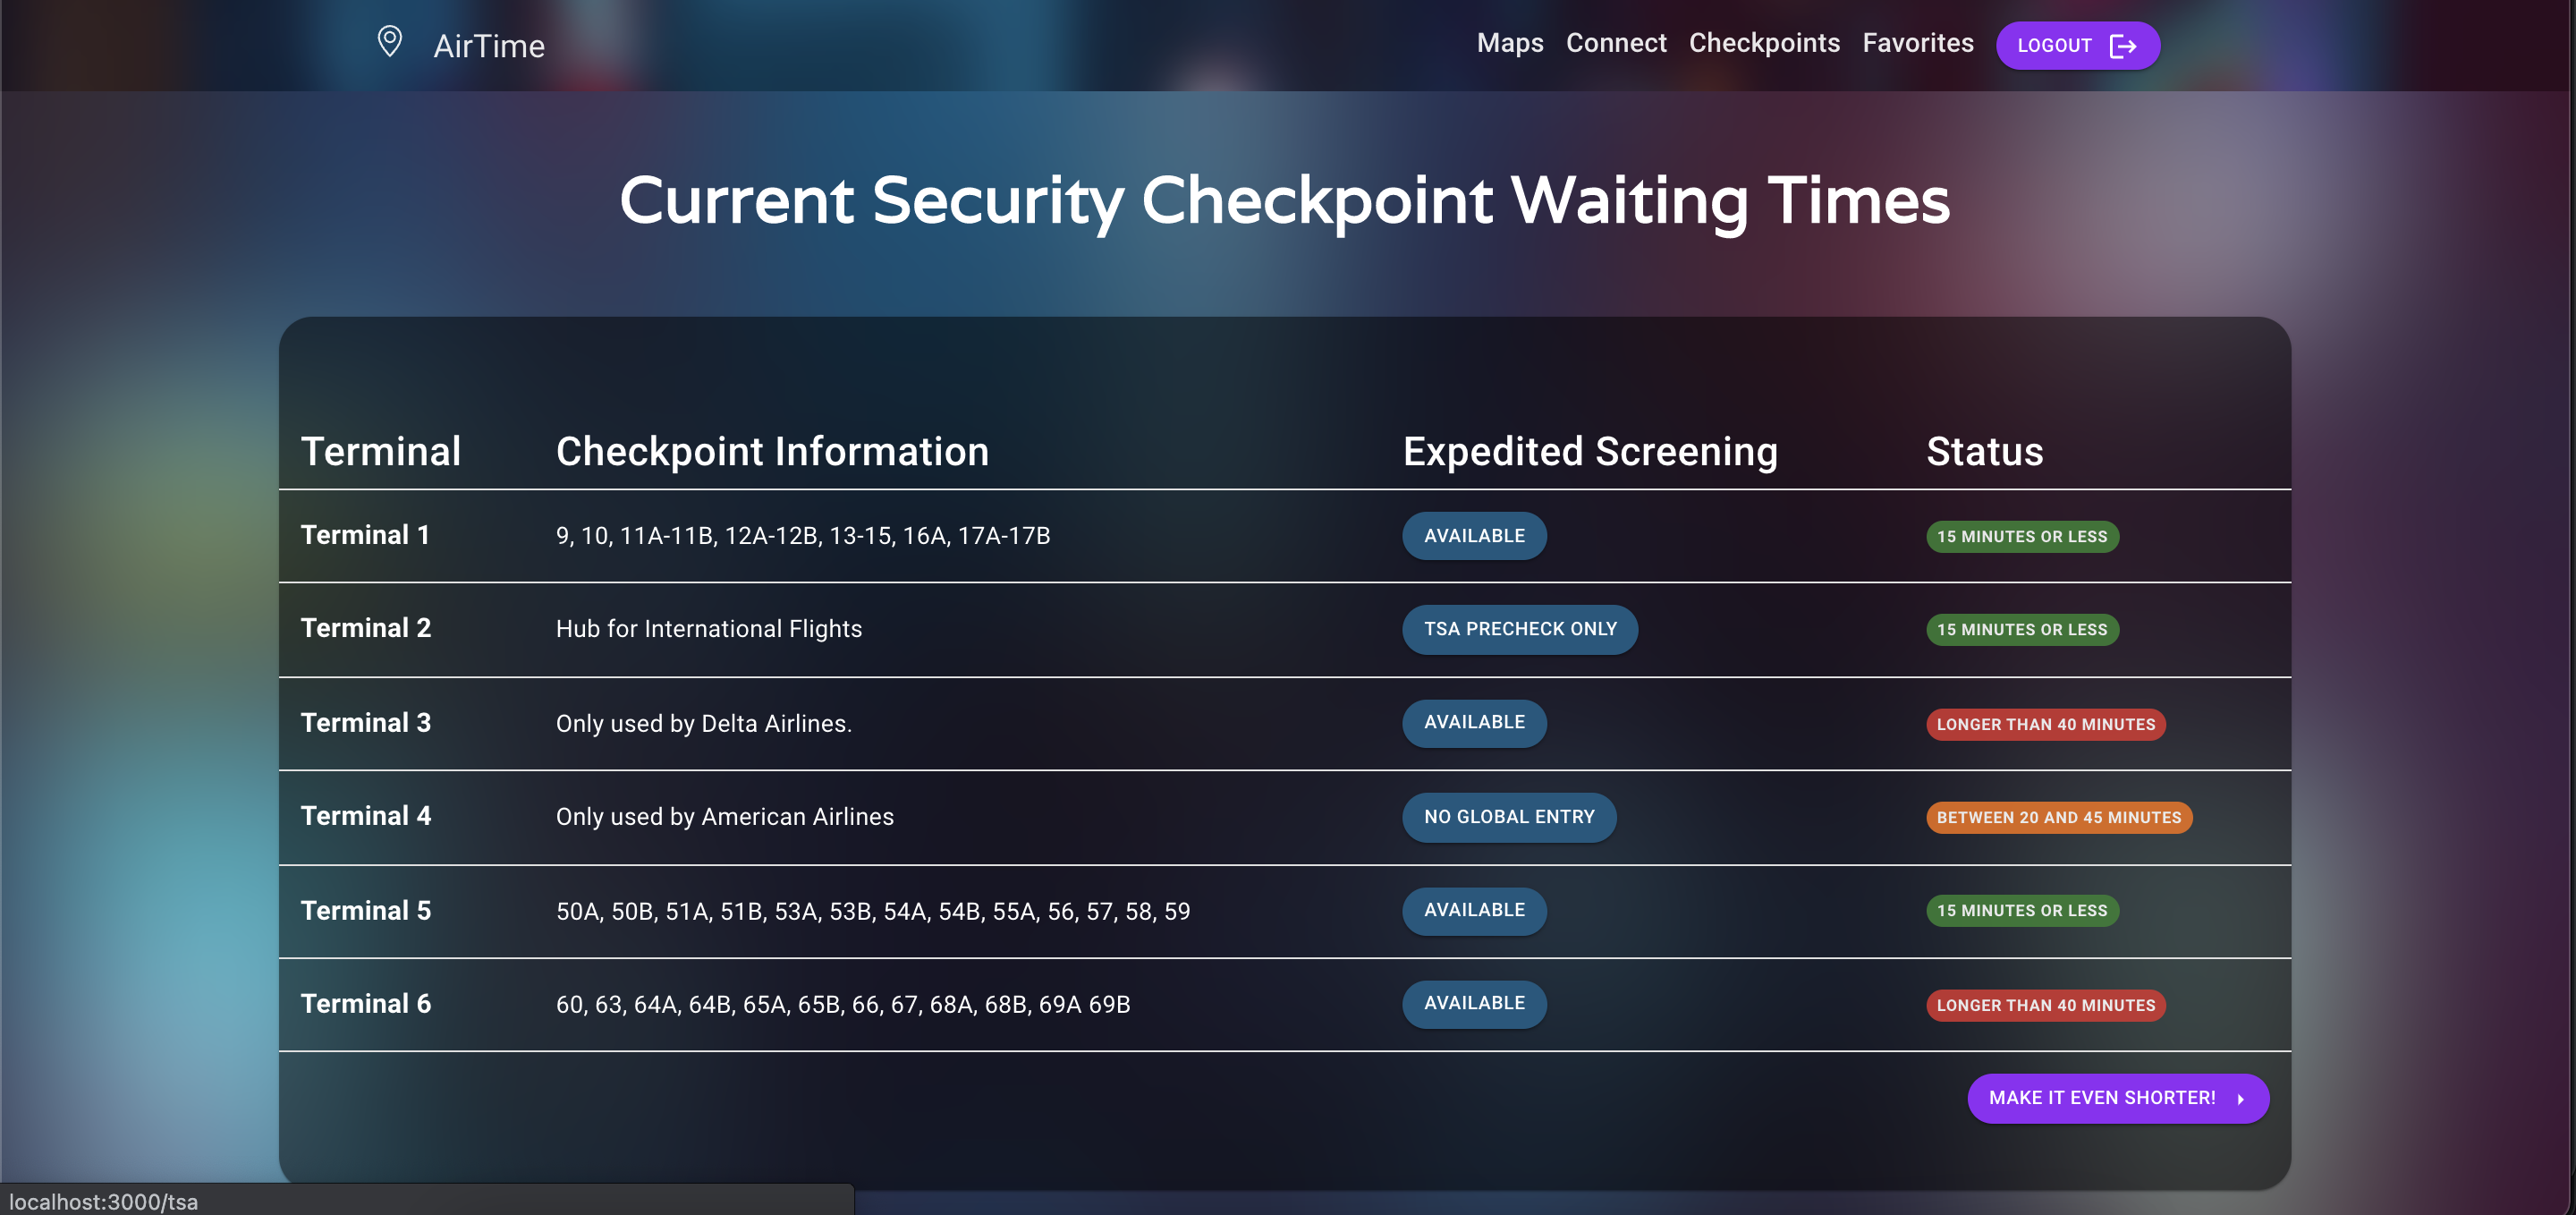 AirTime
Maps Connect Checkpoints Favorites LOGOUT
Current Security Checkpoint Waiting Times
Terminal Checkpoint Information Expedited Screening Status
Terminal 1 9, 10, 11A-11B, 12A-12B, 13-15, 16A, 17A-17B AVAILABLE 15 MINUTES OR LESS
Terminal 2 Hub for International Flights TSA PRECHECK ONLY 15 MINUTES OR LESS
Terminal 3 Only used by Delta Airlines. AVAILABLE LONGER THAN 40 MINUTES
Terminal 4 Only used by American Airlines NO GLOBAL ENTRY BETWEEN 20 AND 45 MINUTES
Terminal 5 50A, 50B, 51A, 51B, 53A, 53B, 54A, 54B, 55A, 56, 57, 58, 59 AVAILABLE 15 MINUTES OR LESS
Terminal 6 60, 63, 64A, 64B, 65A, 65B, 66, 67, 68A, 68B, 69A 69B AVAILABLE LONGER THAN 40 MINUTES
MAKE IT EVEN SHORTER!
localhost:3000/tsa